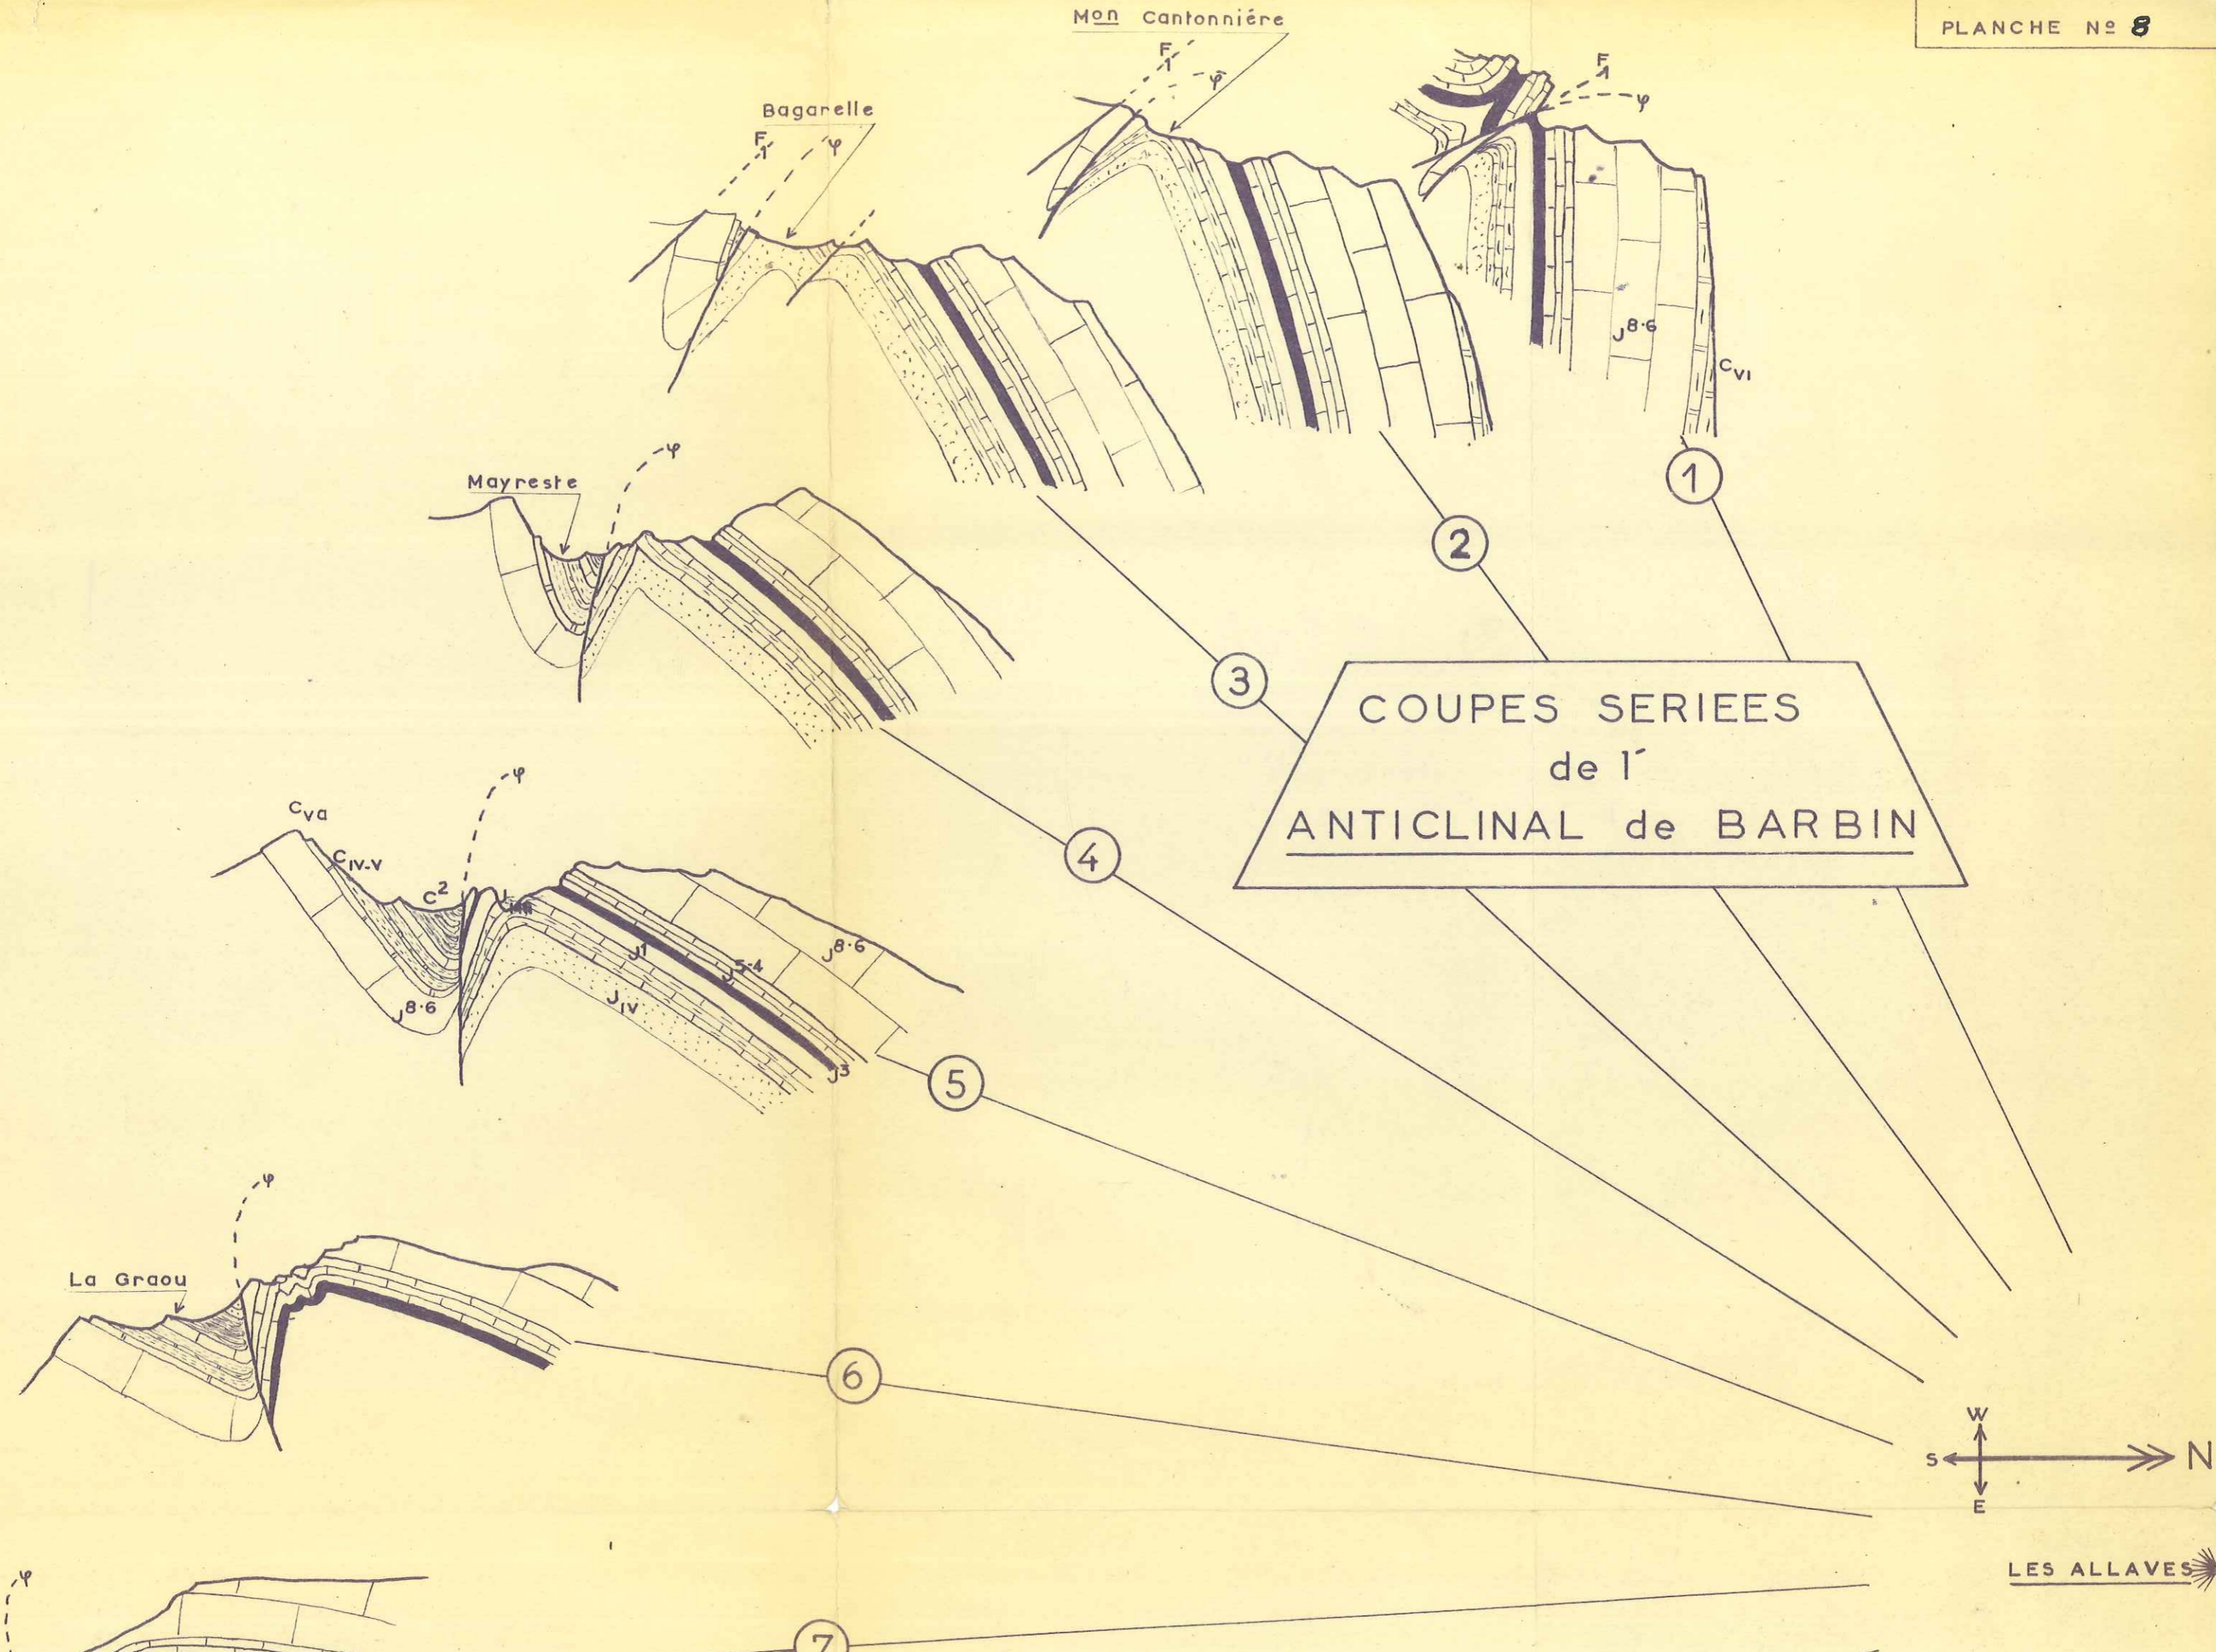 PLANCHE Nº 8
Mon Cantonniére
F1
φ
F1
φ
Bagarelle
F1
φ
J8-6
CVI
1
Mayreste
φ
2
3
COUPES SERIEES
de l'
ANTICLINAL de BARBIN
φ
CVa
CIV-V
C2
4
J1
J5-4
J8-6
J8-6
JIV
J3
5
φ
La Graou
6
W
S N
E
LES ALLAVES
φ
7